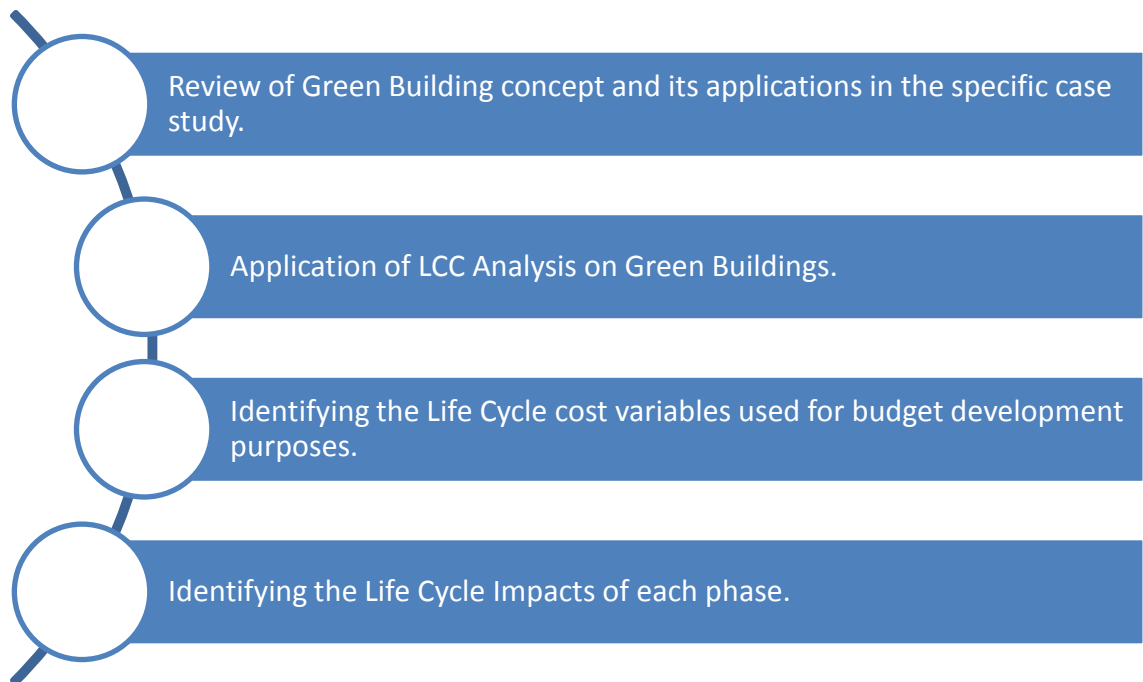 Review of Green Building concept and its applications in the specific case
study.
Application of LCC Analysis on Green Buildings.
Identifying the Life Cycle cost variables used for budget development
purposes.
Identifying the Life Cycle Impacts of each phase.